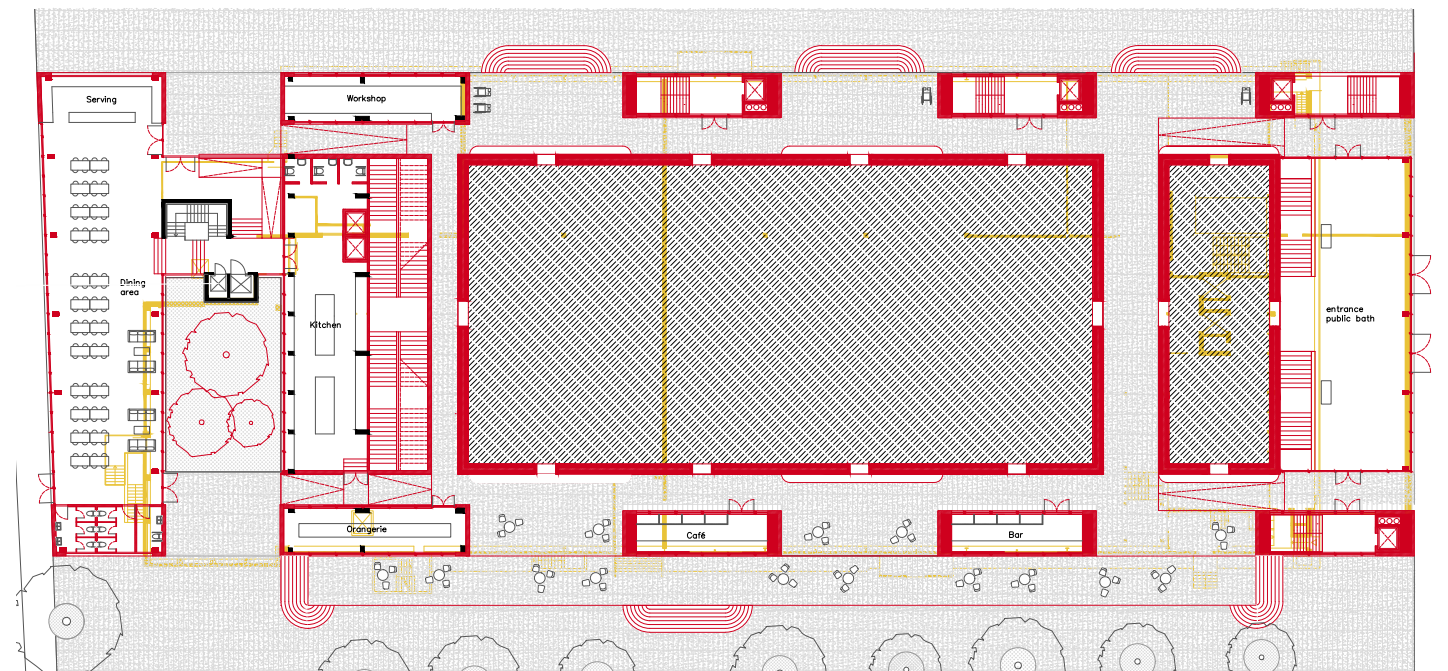 Serving
Workshop
Dining
area
entrance
public bath
Kitchen
Orangerie
Café
Bar